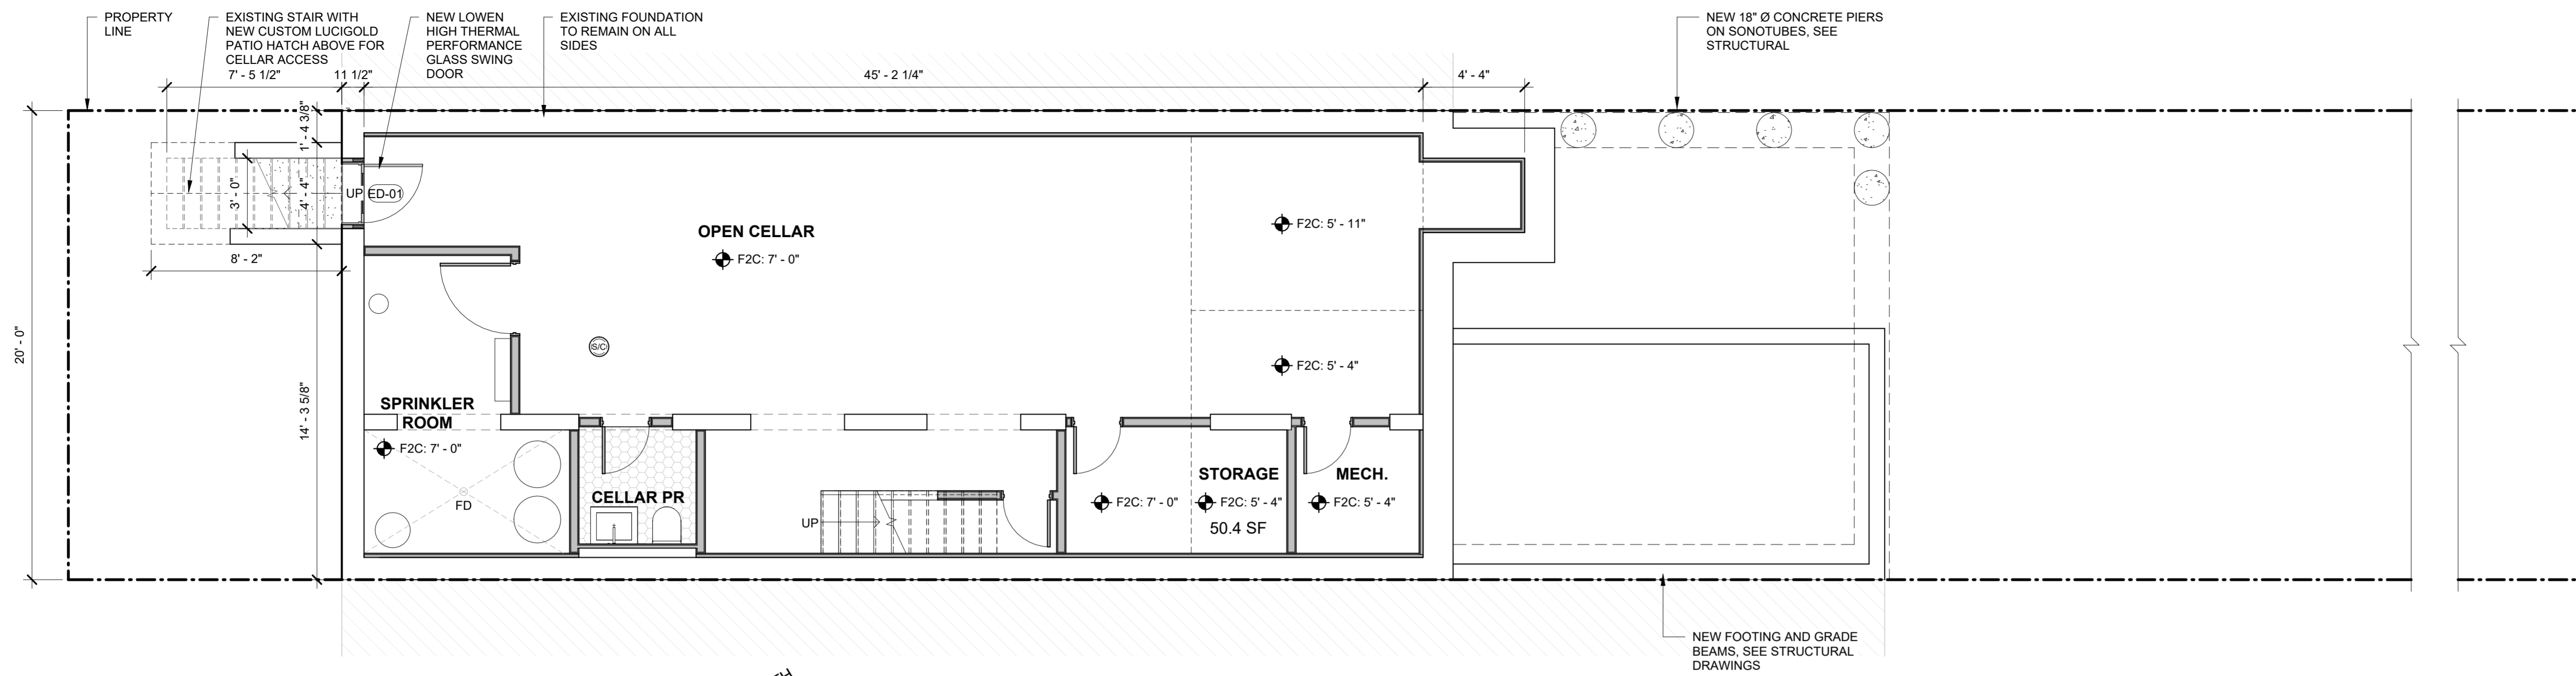 PROPERTY
LINE
EXISTING STAIR WITH
NEW CUSTOM LUCIGOLD
PATIO HATCH ABOVE FOR
CELLAR ACCESS
NEW LOWEN
HIGH THERMAL
PERFORMANCE
GLASS SWING
DOOR
EXISTING FOUNDATION
TO REMAIN ON ALL
SIDES
NEW 18" Ø CONCRETE PIERS
ON SONOTUBES, SEE
STRUCTURAL
7' - 5 1/2"
11 1/2"
45' - 2 1/4"
4' - 4"
1' - 4 3/8"
3' - 0"
4' - 4"
UP
ED-01
8' - 2"
20' - 0"
14' - 3 5/8"
OPEN CELLAR
F2C: 7' - 0"
F2C: 5' - 11"
F2C: 5' - 4"
S/C
SPRINKLER
ROOM
F2C: 7' - 0"
FD
CELLAR PR
UP
STORAGE
F2C: 7' - 0"
F2C: 5' - 4"
50.4 SF
MECH.
F2C: 5' - 4"
NEW FOOTING AND GRADE
BEAMS, SEE STRUCTURAL
DRAWINGS